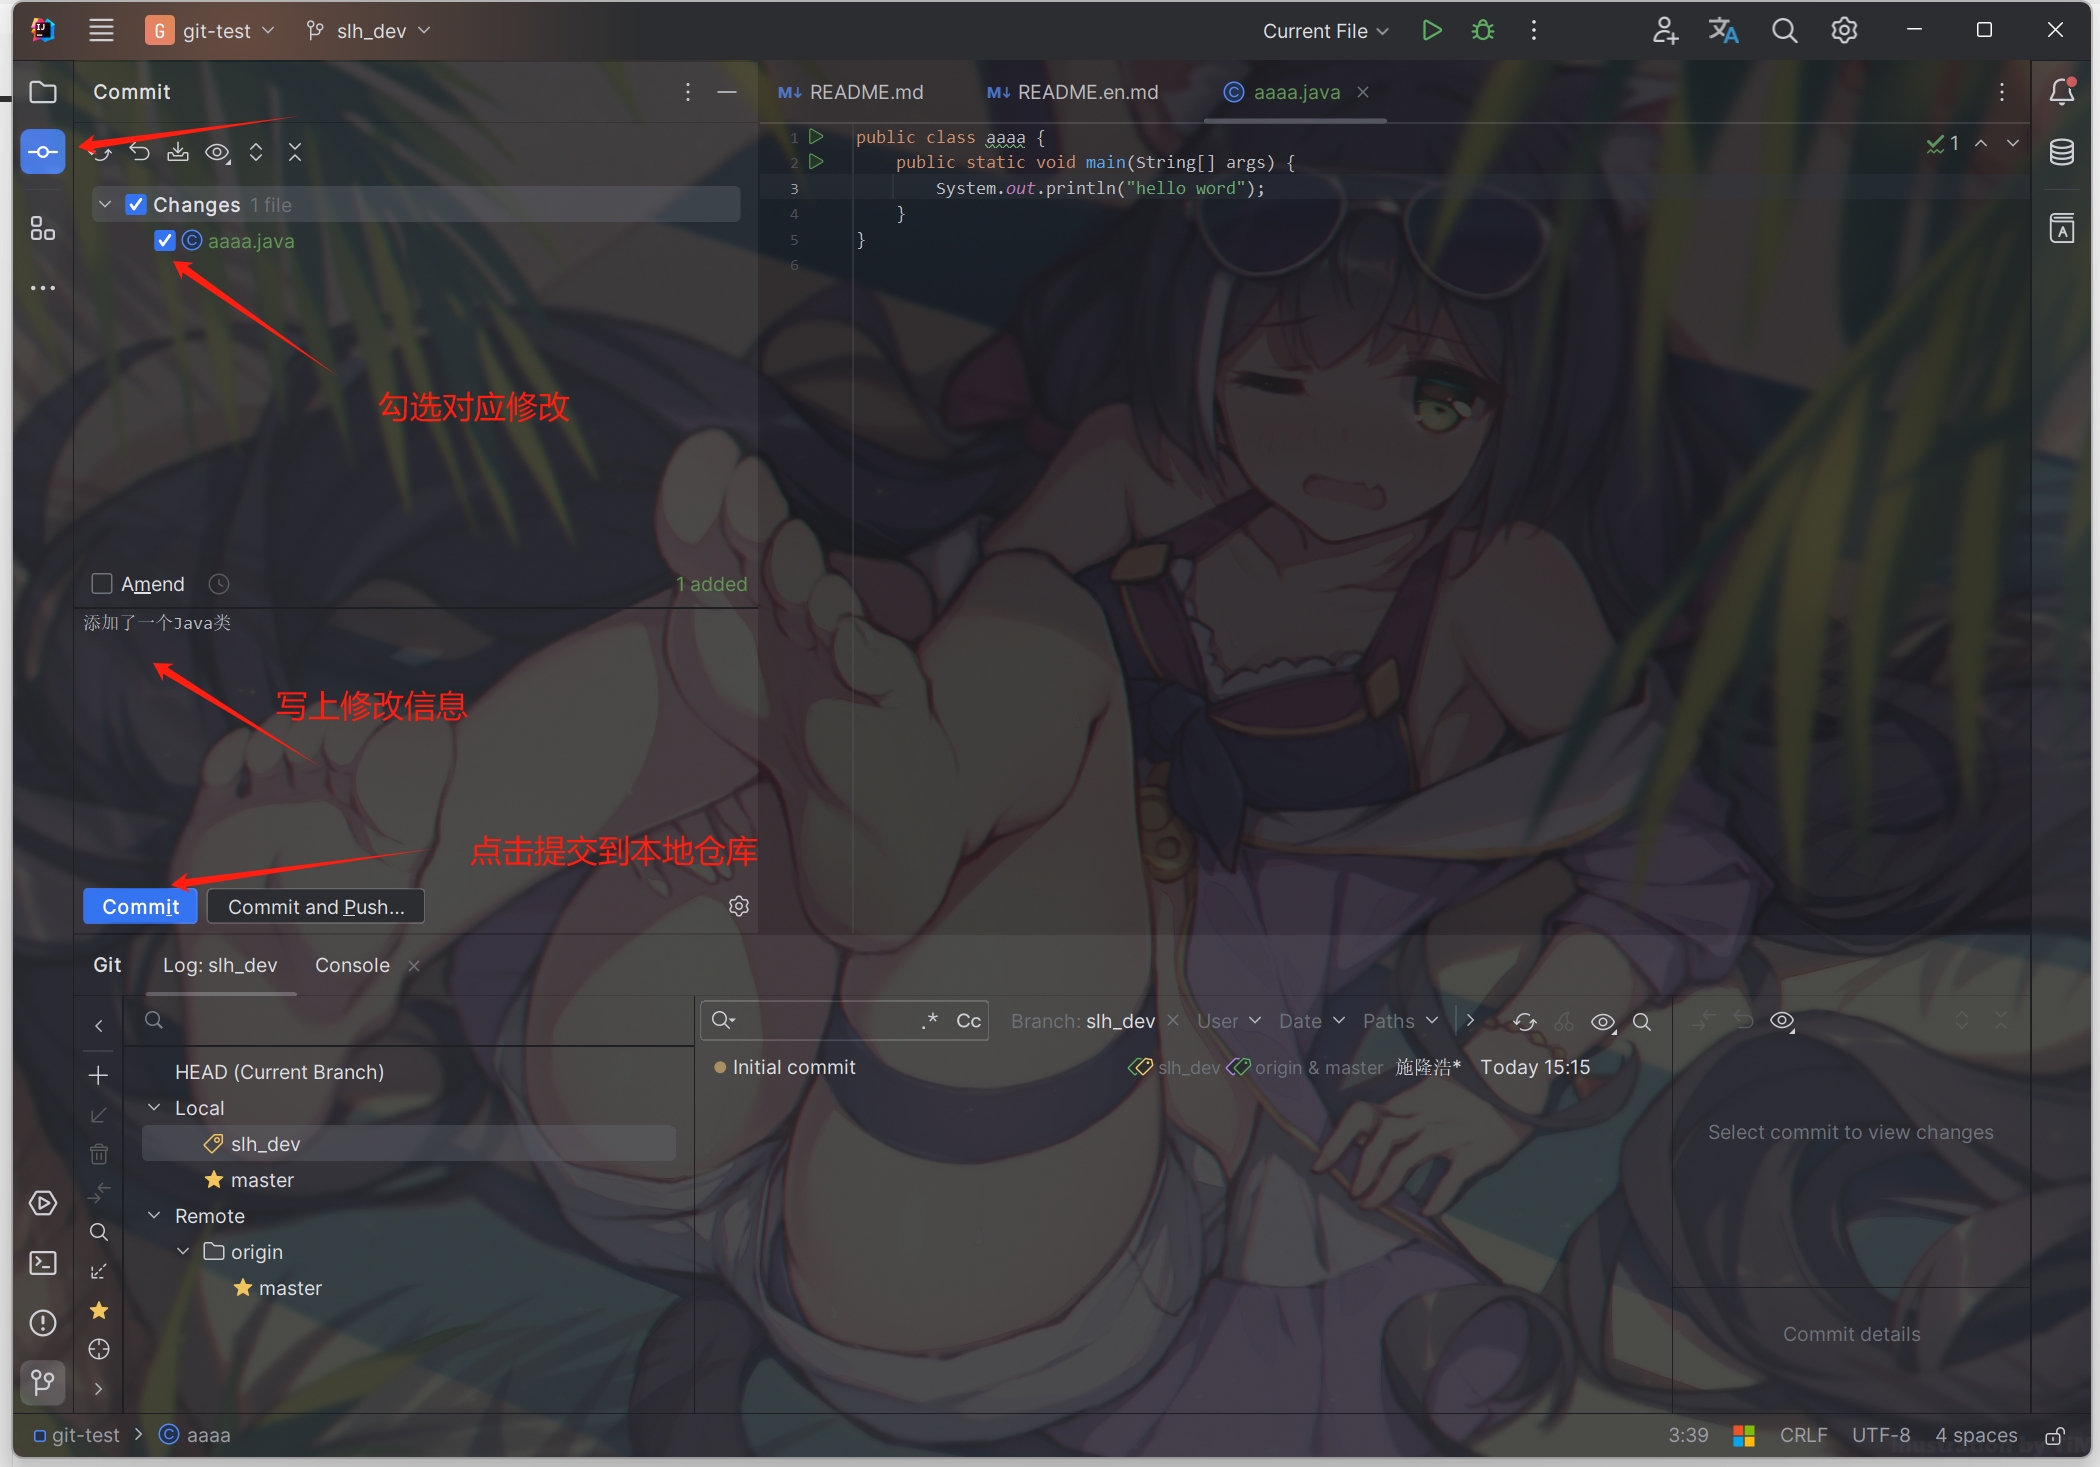 G git-test slh_dev Current File
Commit
README.md README.en.md aaaa.java
Changes 1 file
aaaa.java
勾选对应修改
1 public class aaaa {
2 public static void main(String[] args) {
3 System.out.println("hello word");
4 }
5 }
6
1
Amend 1 added
添加了一个Java类
写上修改信息
点击提交到本地仓库
Commit Commit and Push...
Git Log: slh_dev Console
.* Cc Branch: slh_dev User Date Paths
Initial commit slh_dev origin & master 施隆浩* Today 15:15
HEAD (Current Branch)
Local
slh_dev
master
Remote
origin
master
Select commit to view changes
Commit details
git-test aaaa 3:39 CRLF UTF-8 4 spaces